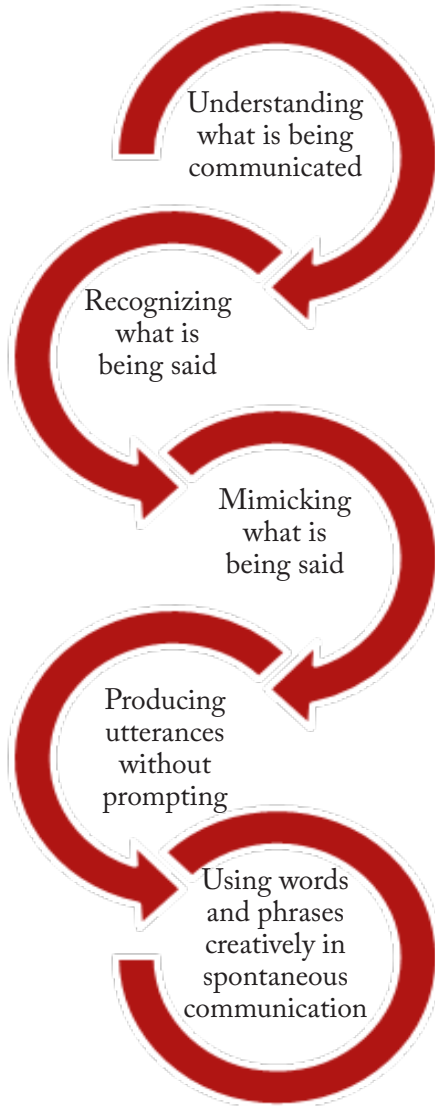 Understanding
what is being
communicated
Recognizing
what is
being said
Mimicking
what is
being said
Producing
utterances
without
prompting
Using words
and phrases
creatively in
spontaneous
communication